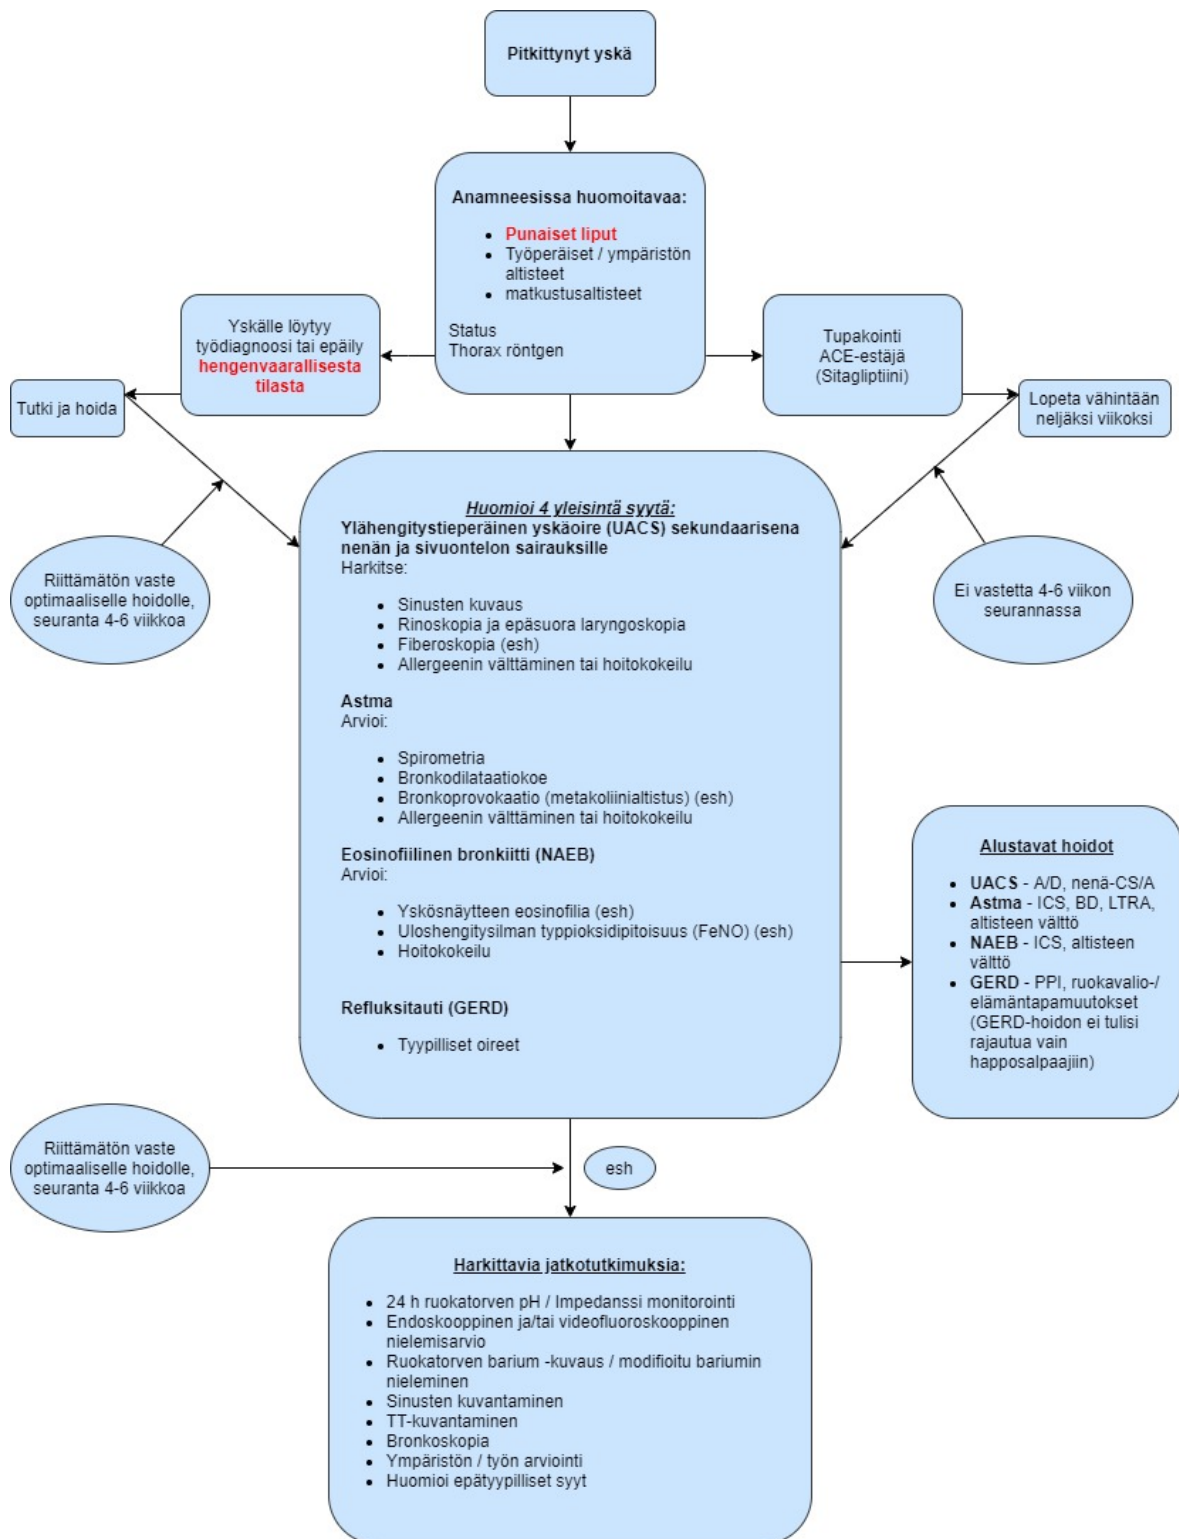 Pitkittynyt yskä
Anamneesissa huomoitavaa:
• Punaiset liput
• Työperäiset / ympäristön
altisteet
• matkustusaltisteet
Status
Thorax röntgen
Yskälle löytyy
työdiagnoosi tai epäily
hengenvaarallisesta
tilasta
Tupakointi
ACE-estäjä
(Sitagliptiini)
Tutki ja hoida
Lopeta vähintään
neljäksi viikoksi
Riittämätön vaste
optimaaliselle hoidolle,
seuranta 4-6 viikkoa
Ei vastetta 4-6 viikon
seurannassa
Huomioi 4 yleisintä syytä:
Ylähengitystieperäinen yskäoire (UACS) sekundaarisena
nenän ja sivuontelon sairauksille
Harkitse:
• Sinusten kuvaus
• Rinoskopia ja epäsuora laryngoskopia
• Fiberoskopia (esh)
• Allergeenin välttäminen tai hoitokokeilu
Astma
Arvioi:
• Spirometria
• Bronkodilataatiokoe
• Bronkoprovokaatio (metakoliinialtistus) (esh)
• Allergeenin välttäminen tai hoitokokeilu
Eosinofiilinen bronkiitti (NAEB)
Arvioi:
• Yskösnäytteen eosinofilia (esh)
• Uloshengitysilman typpioksidipitoisuus (FeNO) (esh)
• Hoitokokeilu
Refluksitauti (GERD)
• Tyypilliset oireet
Alustavat hoidot
• UACS - A/D, nenä-CS/A
• Astma - ICS, BD, LTRA,
altisteen välttö
• NAEB - ICS, altisteen
välttö
• GERD - PPI, ruokavalio-/
elämäntapamuutokset
(GERD-hoidon ei tulisi
rajautua vain
happosalpaajiin)
Riittämätön vaste
optimaaliselle hoidolle,
seuranta 4-6 viikkoa
esh
Harkittavia jatkotutkimuksia:
• 24 h ruokatorven pH / Impedanssi monitorointi
• Endoskooppinen ja/tai videofluoroskooppinen
nielemisarvio
• Ruokatorven barium -kuvaus / modifioitu bariumin
nieleminen
• Sinusten kuvantaminen
• TT-kuvantaminen
• Bronkoskopia
• Ympäristön / työn arviointi
• Huomioi epätyypilliset syyt